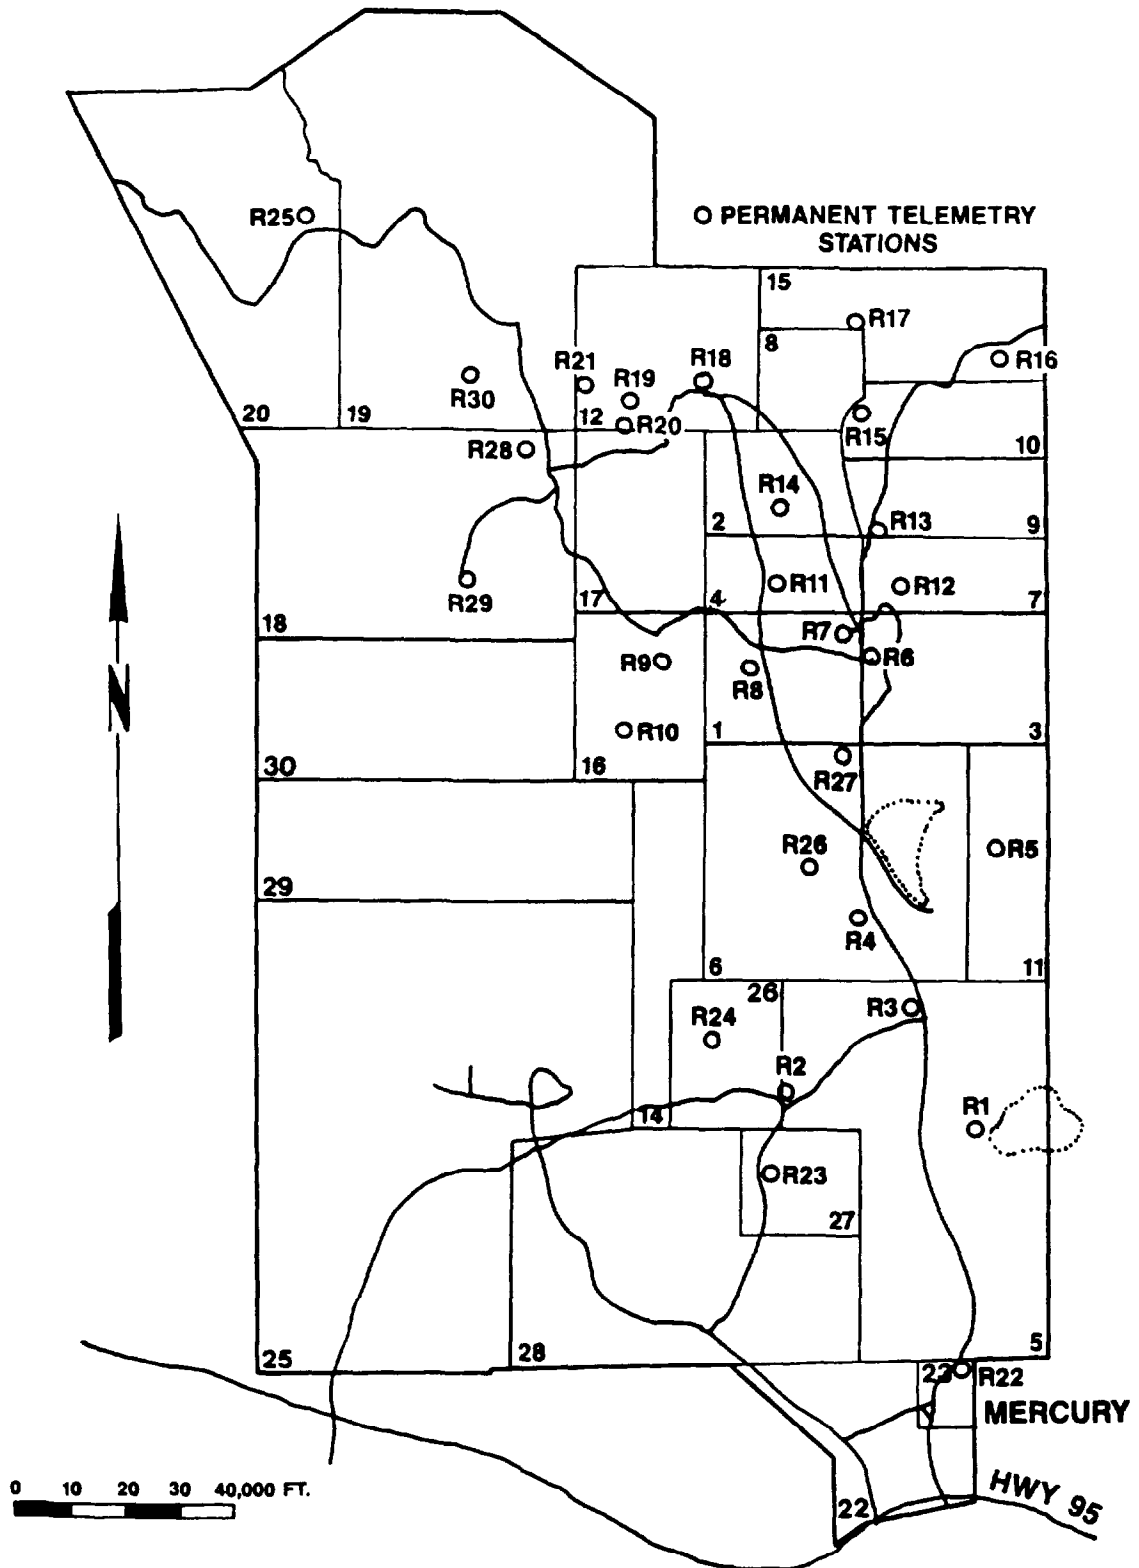 R25
O PERMANENT TELEMETRY
STATIONS
15
R17
8
R16
R21
R18
R19
R30
20
19
12
R20
R15
R28
10
R14
2
R13
9
R11
R12
R29
17
4
7
18
R7
R9
R6
R8
R10
1
3
30
16
R27
N
R26
R5
29
R4
6
11
26
R3
R24
R2
R1
14
R23
27
25
28
5
23
R22
MERCURY
0 10 20 30 40,000 FT.
22
HWY 95